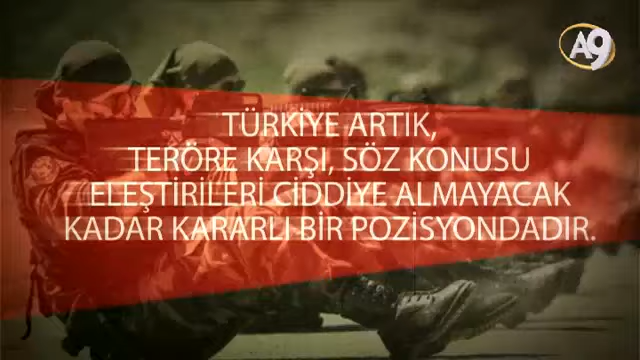 A9
TÜRKİYE ARTIK,
TERÖRE KARŞI, SÖZ KONUSU
ELEŞTİRİLERİ CİDDİYE ALMAYACAK
KADAR KARARLI BİR POZİSYONDADIR.